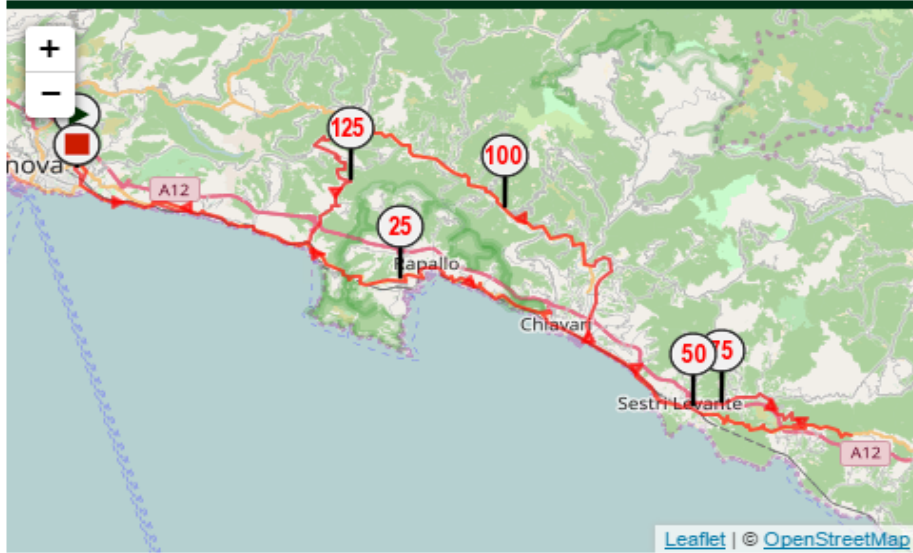 +
−
125
100
nova
A12
25
Rapallo
Chiavari
50
75
Sestri Levante
A12
Leaflet | © OpenStreetMap